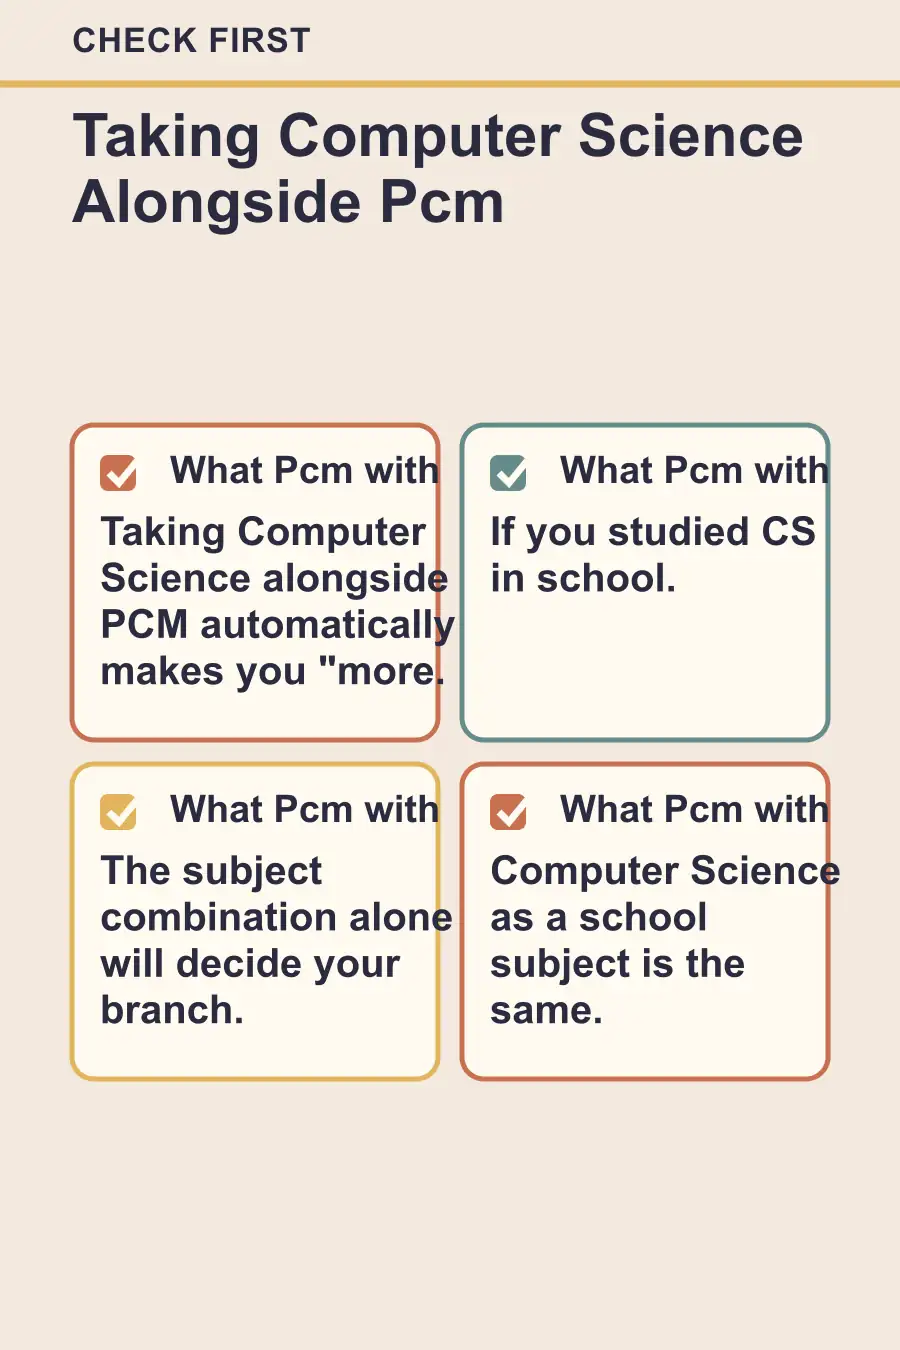 CHECK FIRST
Taking Computer Science
Alongside Pcm
What Pcm with
Taking Computer
Science alongside
PCM automatically
makes you "more.
What Pcm with
If you studied CS
in school.
What Pcm with
The subject
combination alone
will decide your
branch.
What Pcm with
Computer Science
as a school
subject is the
same.